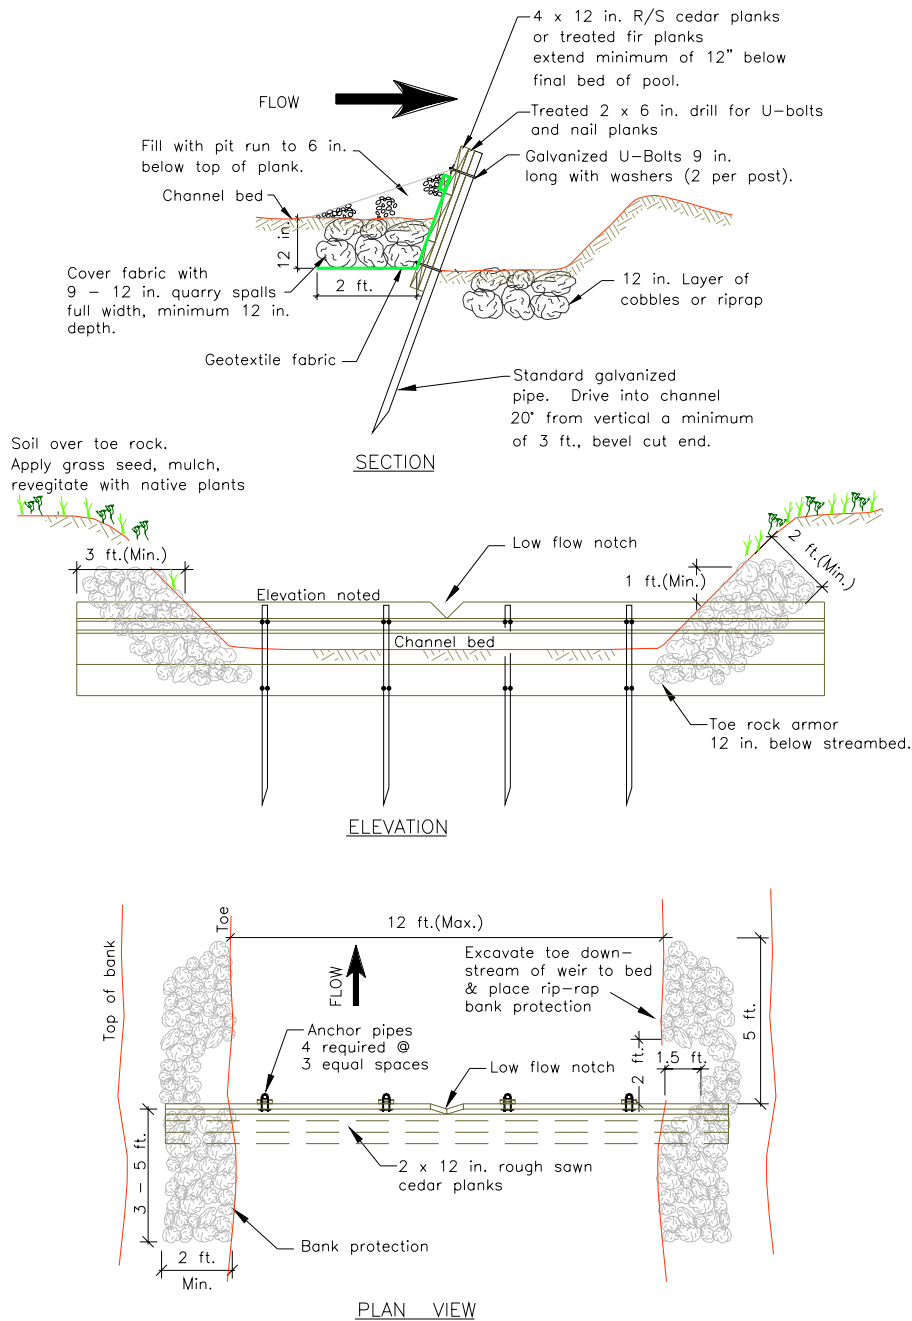 4 x 12 in. R/S cedar planks
or treated fir planks
extend minimum of 12" below
final bed of pool.
FLOW
Treated 2 x 6 in. drill for U-bolts
and nail planks
Fill with pit run to 6 in.
below top of plank.
Galvanized U-Bolts 9 in.
long with washers (2 per post).
Channel bed
12 in.
Cover fabric with
9 - 12 in. quarry spalls
full width, minimum 12 in.
depth.
2 ft.
12 in. Layer of
cobbles or riprap
Geotextile fabric
Standard galvanized
pipe. Drive into channel
20° from vertical a minimum
of 3 ft., bevel cut end.
SECTION
Soil over toe rock.
Apply grass seed, mulch,
revegitate with native plants
3 ft.(Min.)
Low flow notch
2 ft.(Min.)
1 ft.(Min.)
Elevation noted
Channel bed
Toe rock armor
12 in. below streambed.
ELEVATION
Top of bank
Toe
12 ft.(Max.)
FLOW
Excavate toe down-
stream of weir to bed
& place rip-rap
bank protection
5 ft.
Anchor pipes
4 required @
3 equal spaces
Low flow notch
2 ft.
1.5 ft.
3 - 5 ft.
2 x 12 in. rough sawn
cedar planks
Bank protection
2 ft.
Min.
PLAN VIEW